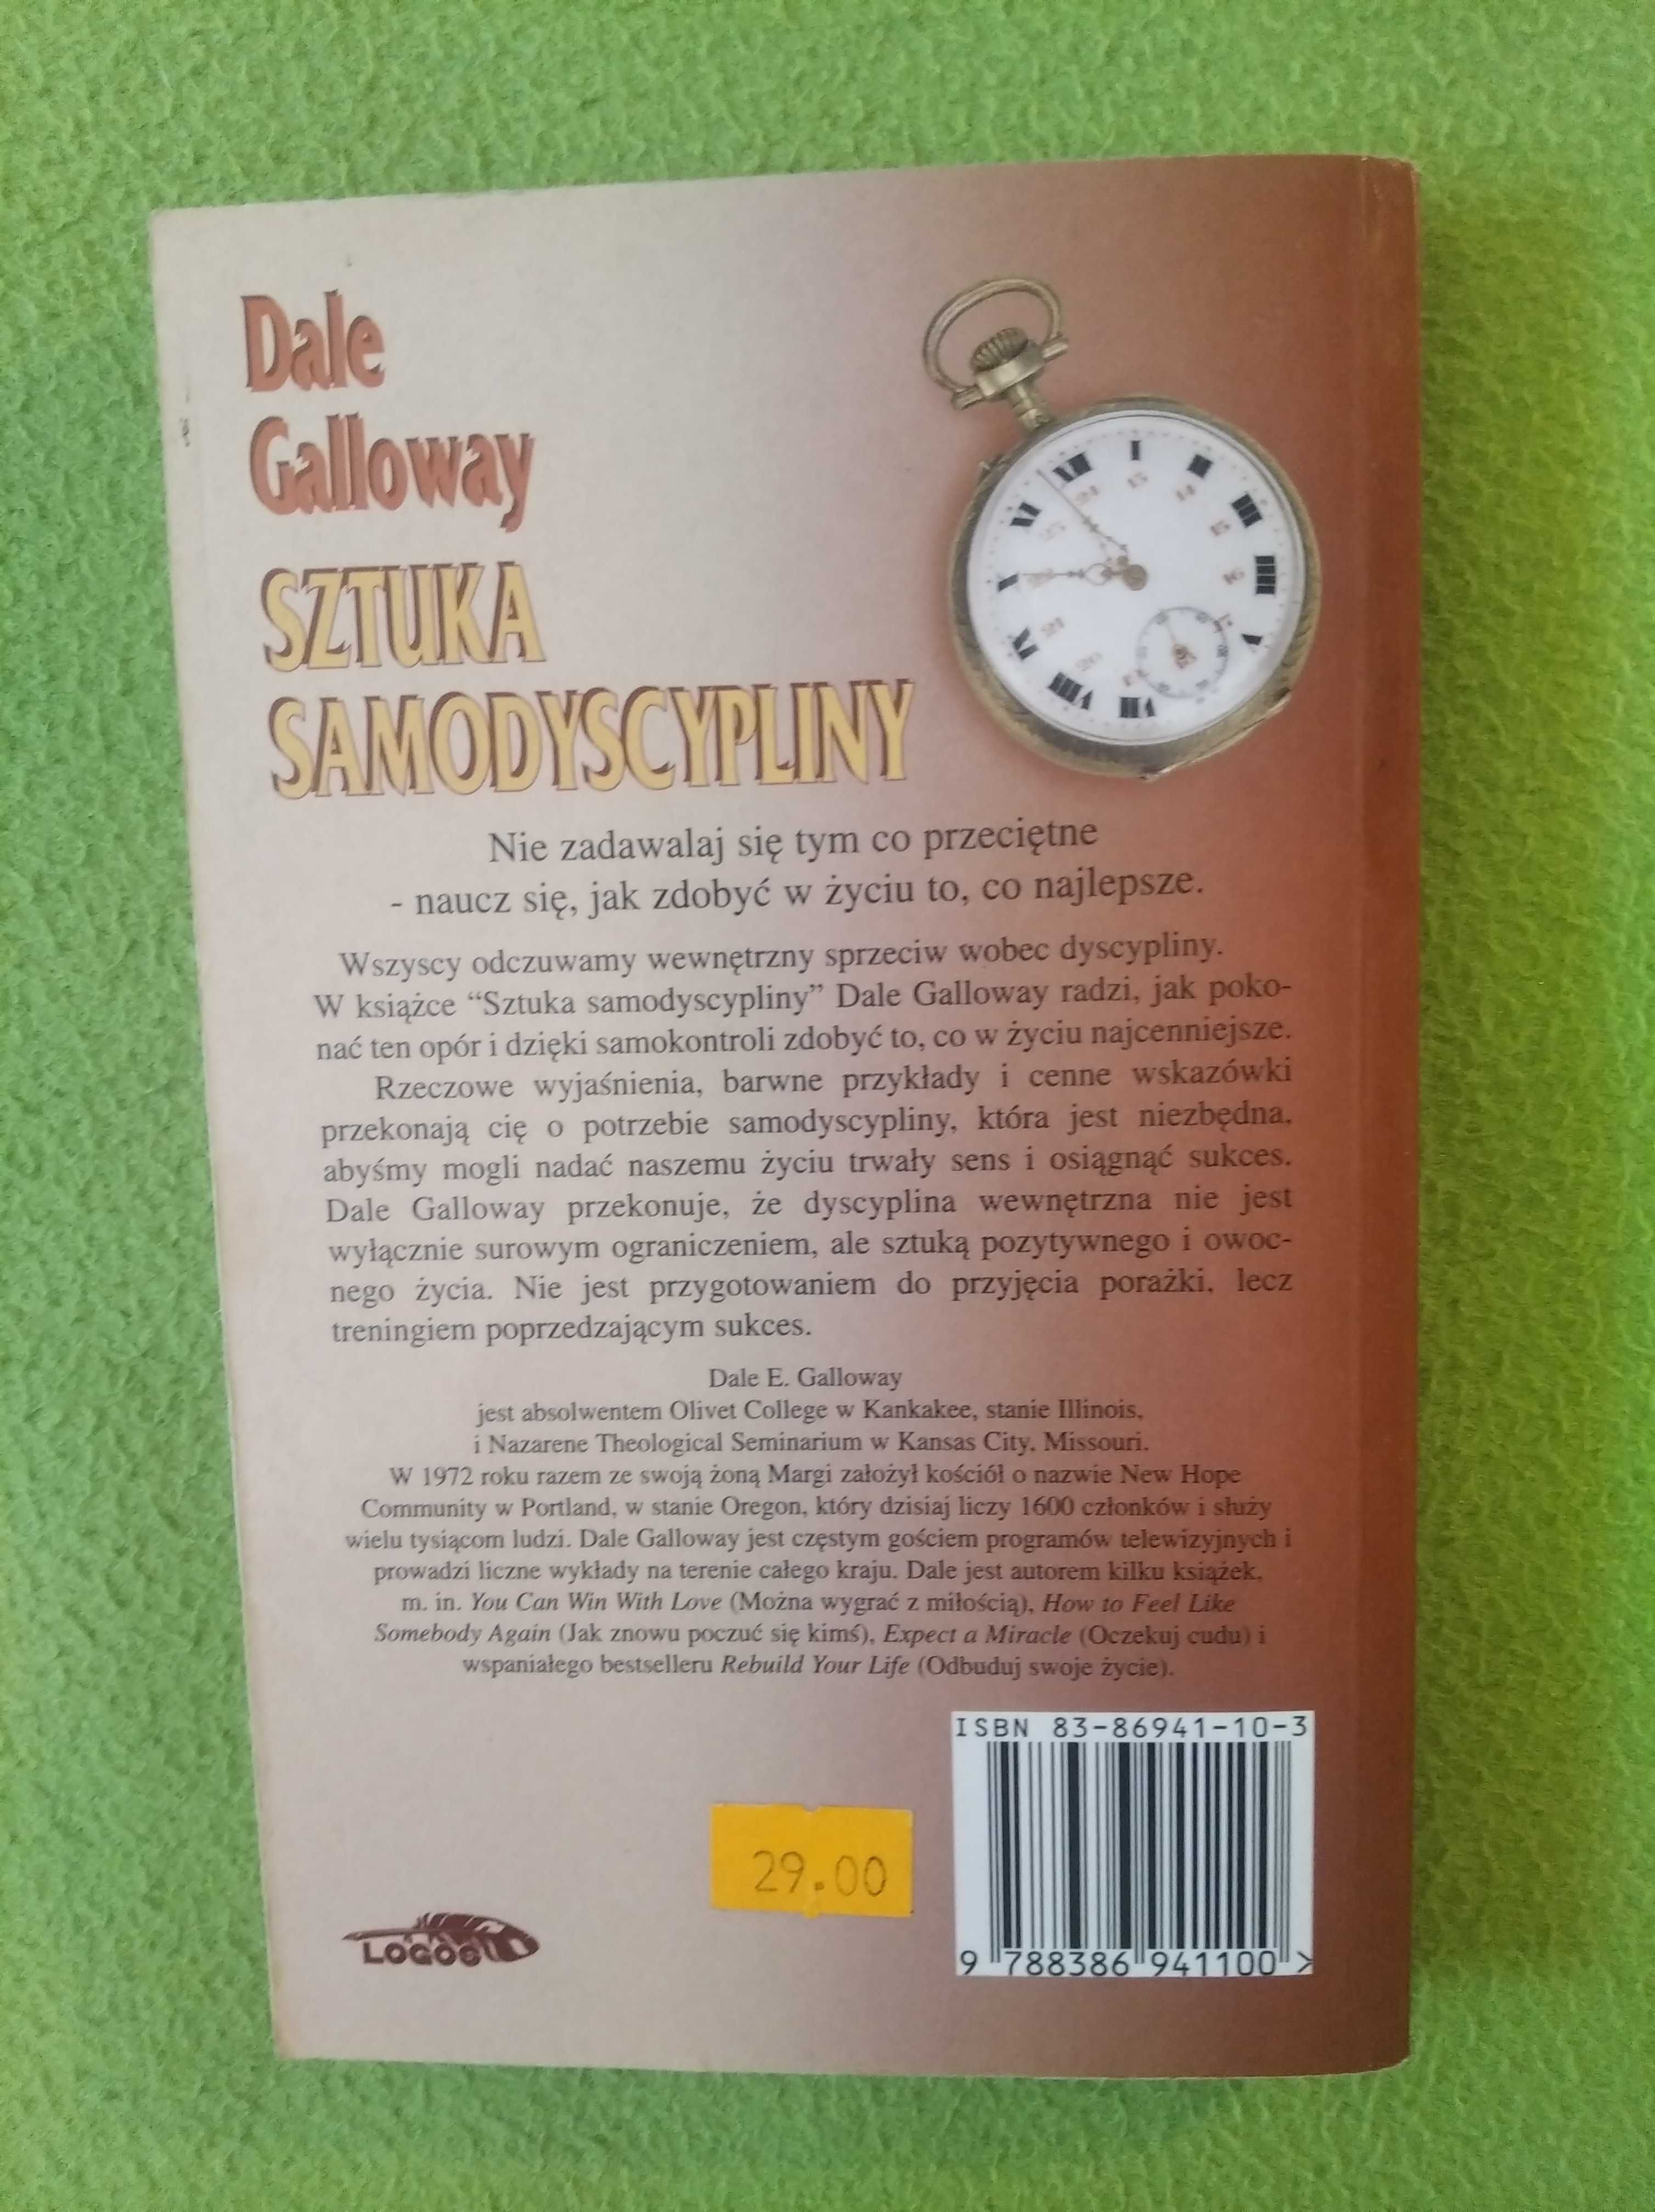 Dale
Galloway
SZTUKA
SAMODYSCYPLINY
Nie zadawalaj się tym co przeciętne
- naucz się, jak zdobyć w życiu to, co najlepsze.
Wszyscy odczuwamy wewnętrzny sprzeciw wobec dyscypliny.
W książce “Sztuka samodyscypliny” Dale Galloway radzi, jak poko-
nać ten opór i dzięki samokontroli zdobyć to, co w życiu najcenniejsze.
Rzeczowe wyjaśnienia, barwne przykłady i cenne wskazówki
przekonają cię o potrzebie samodyscypliny, która jest niezbędna,
abyśmy mogli nadać naszemu życiu trwały sens i osiągnąć sukces.
Dale Galloway przekonuje, że dyscyplina wewnętrzna nie jest
wyłącznie surowym ograniczeniem, ale sztuką pozytywnego i owoc-
nego życia. Nie jest przygotowaniem do przyjęcia porażki, lecz
treningiem poprzedzającym sukces.
Dale E. Galloway
jest absolwentem Olivet College w Kankakee, stanie Illinois,
i Nazarene Theological Seminarium w Kansas City, Missouri.
W 1972 roku razem ze swoją żoną Margi założył kościół o nazwie New Hope
Community w Portland, w stanie Oregon, który dzisiaj liczy 1600 członków i służy
wielu tysiącom ludzi. Dale Galloway jest częstym gościem programów telewizyjnych i
prowadzi liczne wykłady na terenie całego kraju. Dale jest autorem kilku książek,
m. in. You Can Win With Love (Można wygrać z miłością), How to Feel Like
Somebody Again (Jak znowu poczuć się kimś), Expect a Miracle (Oczekuj cudu) i
wspaniałego bestselleru Rebuild Your Life (Odbuduj swoje życie).
ISBN 83-86941-10-3
29.00
9 788386 941100 >
LOGOS